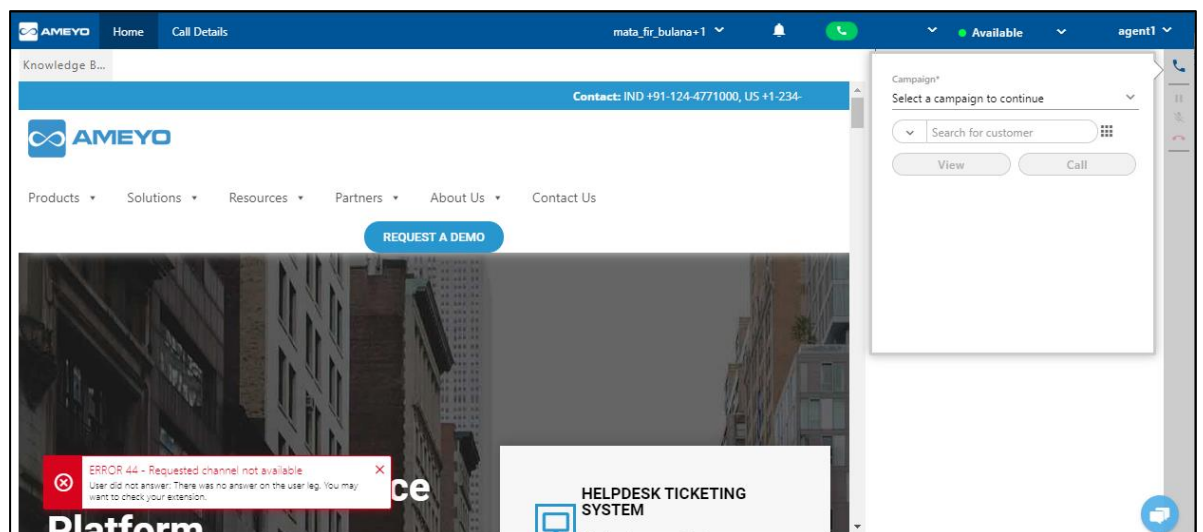 AMEYO Home Call Details mata_fir_bulana+1 Available agent1
Knowledge B...
Contact: IND +91-124-4771000, US +1-234-
AMEYO
Products Solutions Resources Partners About Us Contact Us
REQUEST A DEMO
Campaign*
Select a campaign to continue
Search for customer
View Call
ERROR 44 - Requested channel not available
User did not answer: There was no answer on the user leg. You may
want to check your extension.
ce
Platform
HELPDESK TICKETING
SYSTEM